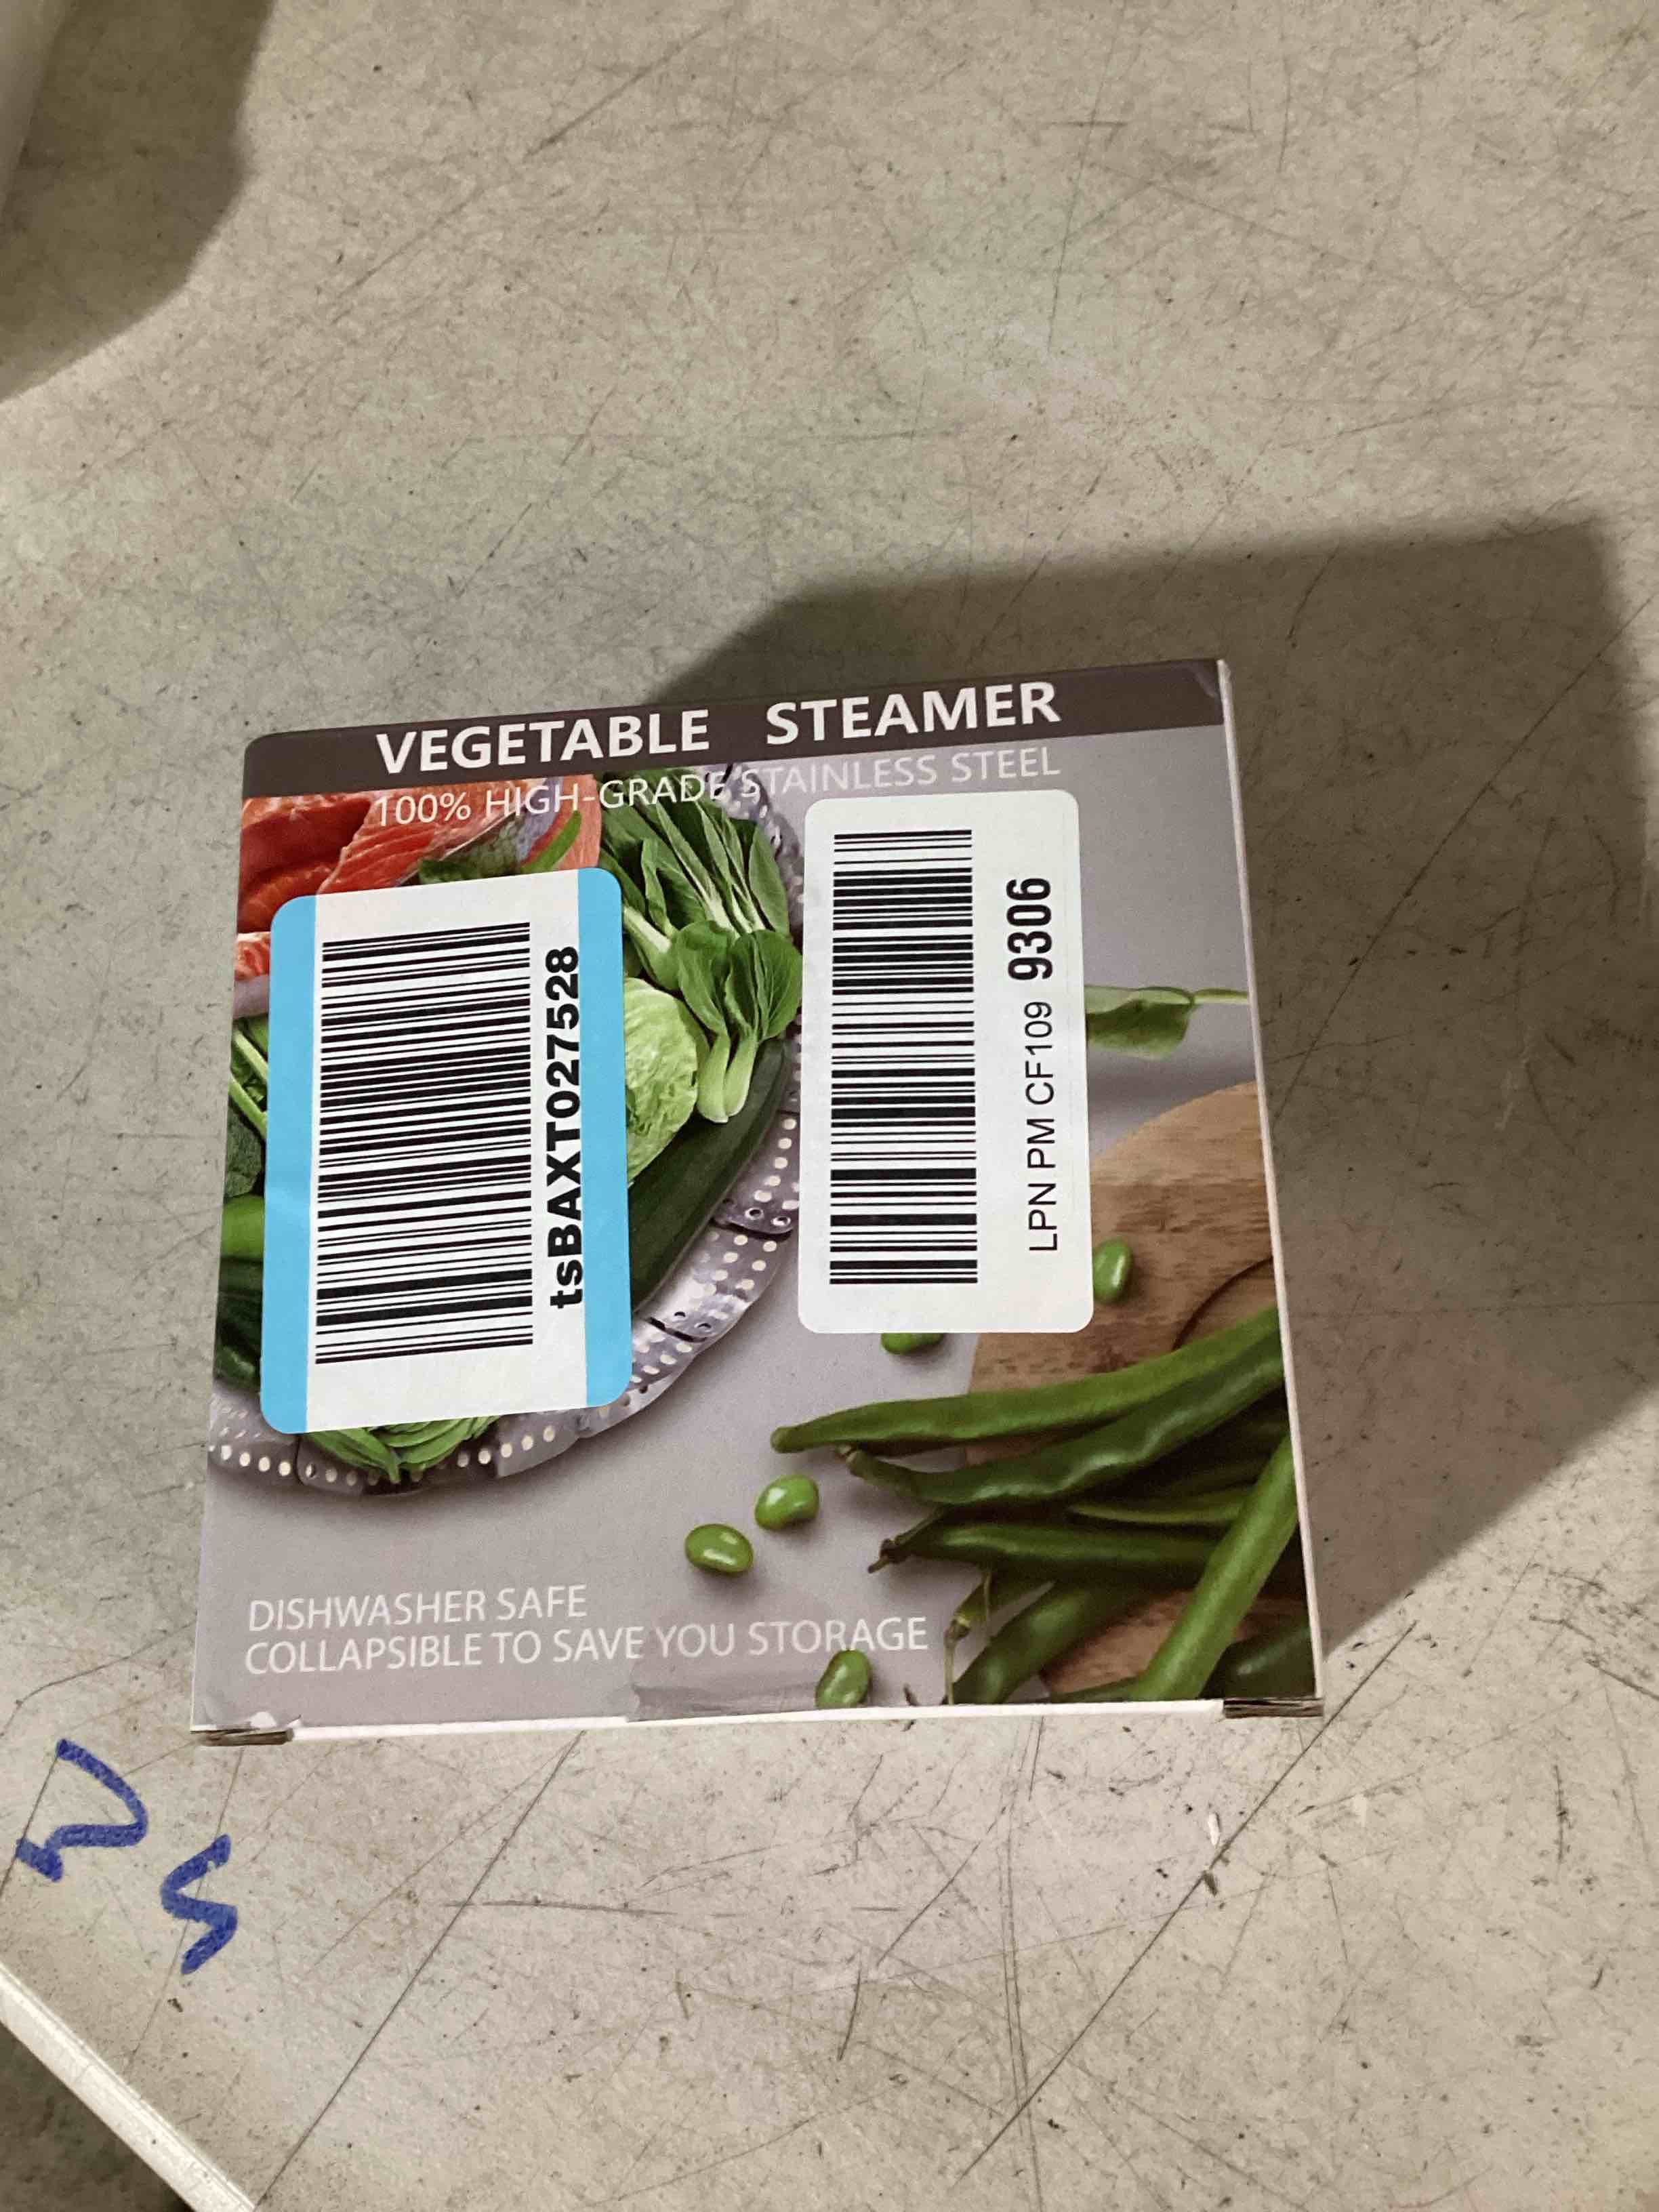 VEGETABLE STEAMER
100% HIGH-GRADE STAINLESS STEEL
tsBAXT027528
LPN PM CF109 9306
DISHWASHER SAFE
COLLAPSIBLE TO SAVE YOU STORAGE